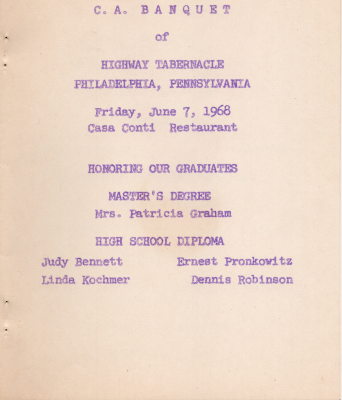 C. A. BANQUET
of
HIGHWAY TABERNACLE
PHILADELPHIA, PENNSYLVANIA
Friday, June 7, 1968
Casa Conti Restaurant
HONORING OUR GRADUATES
MASTER'S DEGREE
Mrs. Patricia Graham
HIGH SCHOOL DIPLOMA
Judy Bennett Ernest Pronkowitz
Linda Kochmer Dennis Robinson